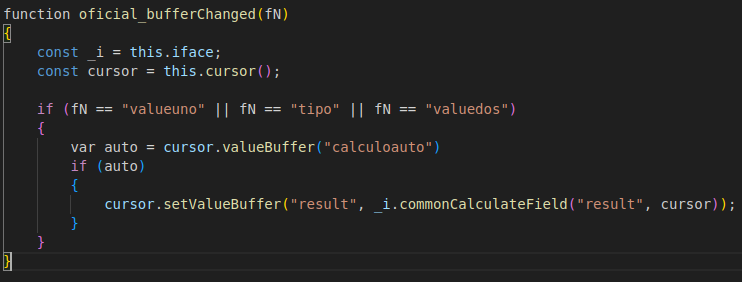 function oficial_bufferChanged(fN)
{
const _i = this.iface;
const cursor = this.cursor();
if (fN == "valueuno" || fN == "tipo" || fN == "valuedos")
{
var auto = cursor.valueBuffer("calculoauto")
if (auto)
{
cursor.setValueBuffer("result", _i.commonCalculateField("result", cursor));
}
}
}